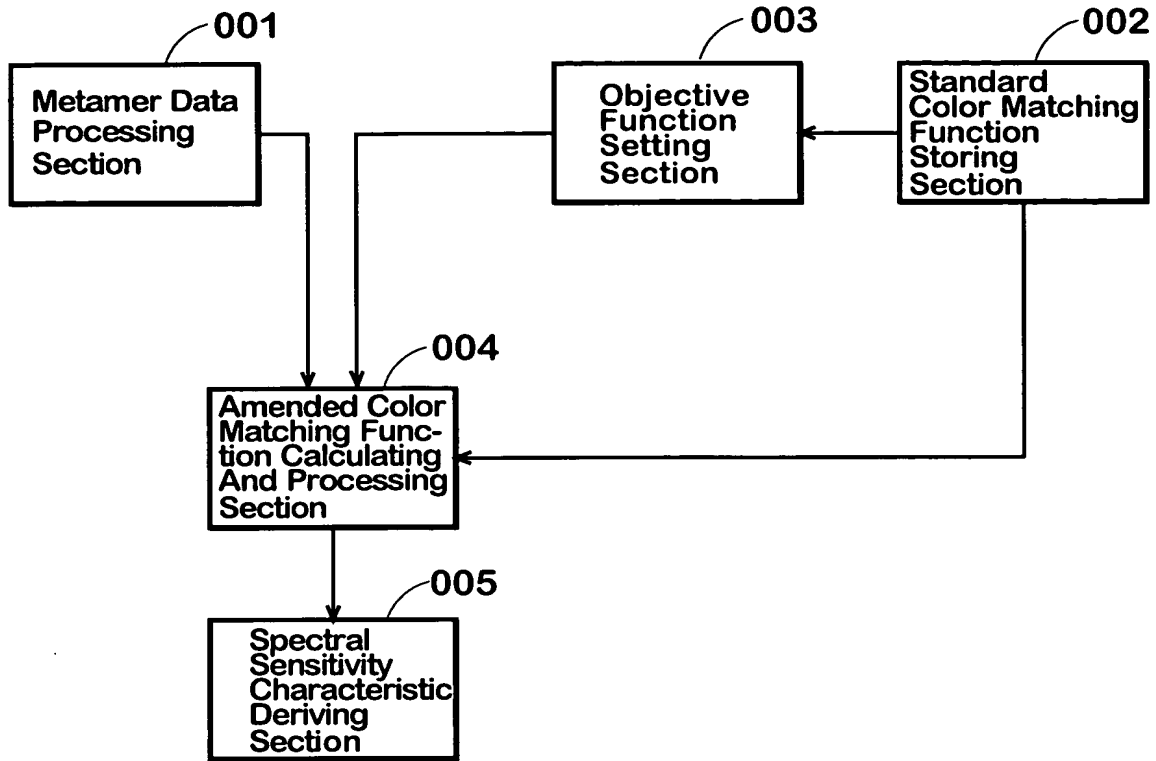 001
Metamer Data
Processing
Section
003
Objective
Function
Setting
Section
002
Standard
Color Matching
Function
Storing
Section
004
Amended Color
Matching Func-
tion Calculating
And Processing
Section
005
Spectral
Sensitivity
Characteristic
Deriving
Section